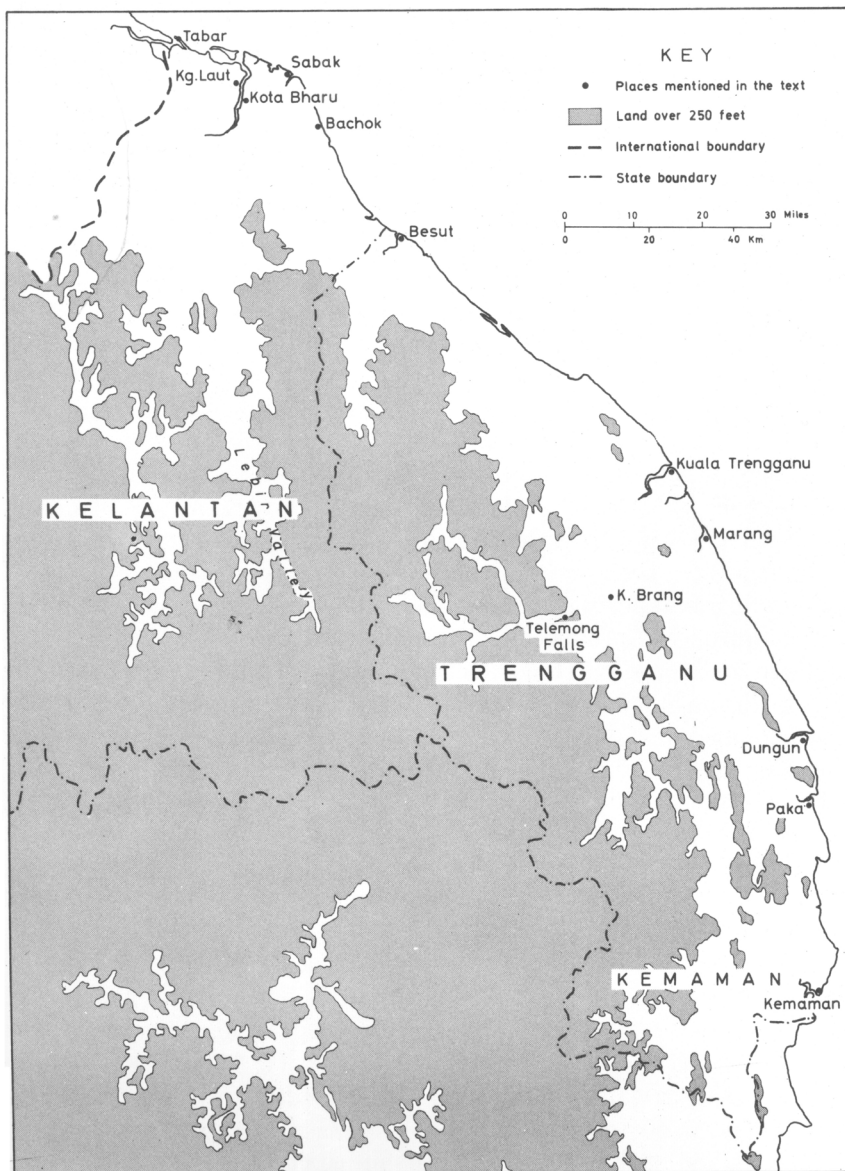 Tabar
Kg. Laut
Sabak
Kota Bharu
Bachok
KEY
Places mentioned in the text
Land over 250 feet
International boundary
State boundary
0 10 20 30 Miles
0 20 40 Km
Besut
Lebir Valley
KELANTAN
Kuala Trengganu
Marang
K. Brang
Telemong
Falls
TRENGGANU
Dungun
Paka
KEMAMAN
Kemaman